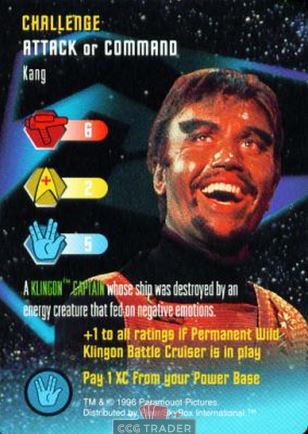 CHALLENGE
ATTACK or COMMAND
Kang
6
2
5
A KLINGON™ CAPTAIN whose ship was destroyed by an
energy creature that fed on negative emotions.
+1 to all ratings if Permanent Wild
Klingon Battle Cruiser is in play
Pay 1 XC from your Power Base
TM & © 1996 Paramount Pictures.
Distributed by Box International.™
CCG TRADER